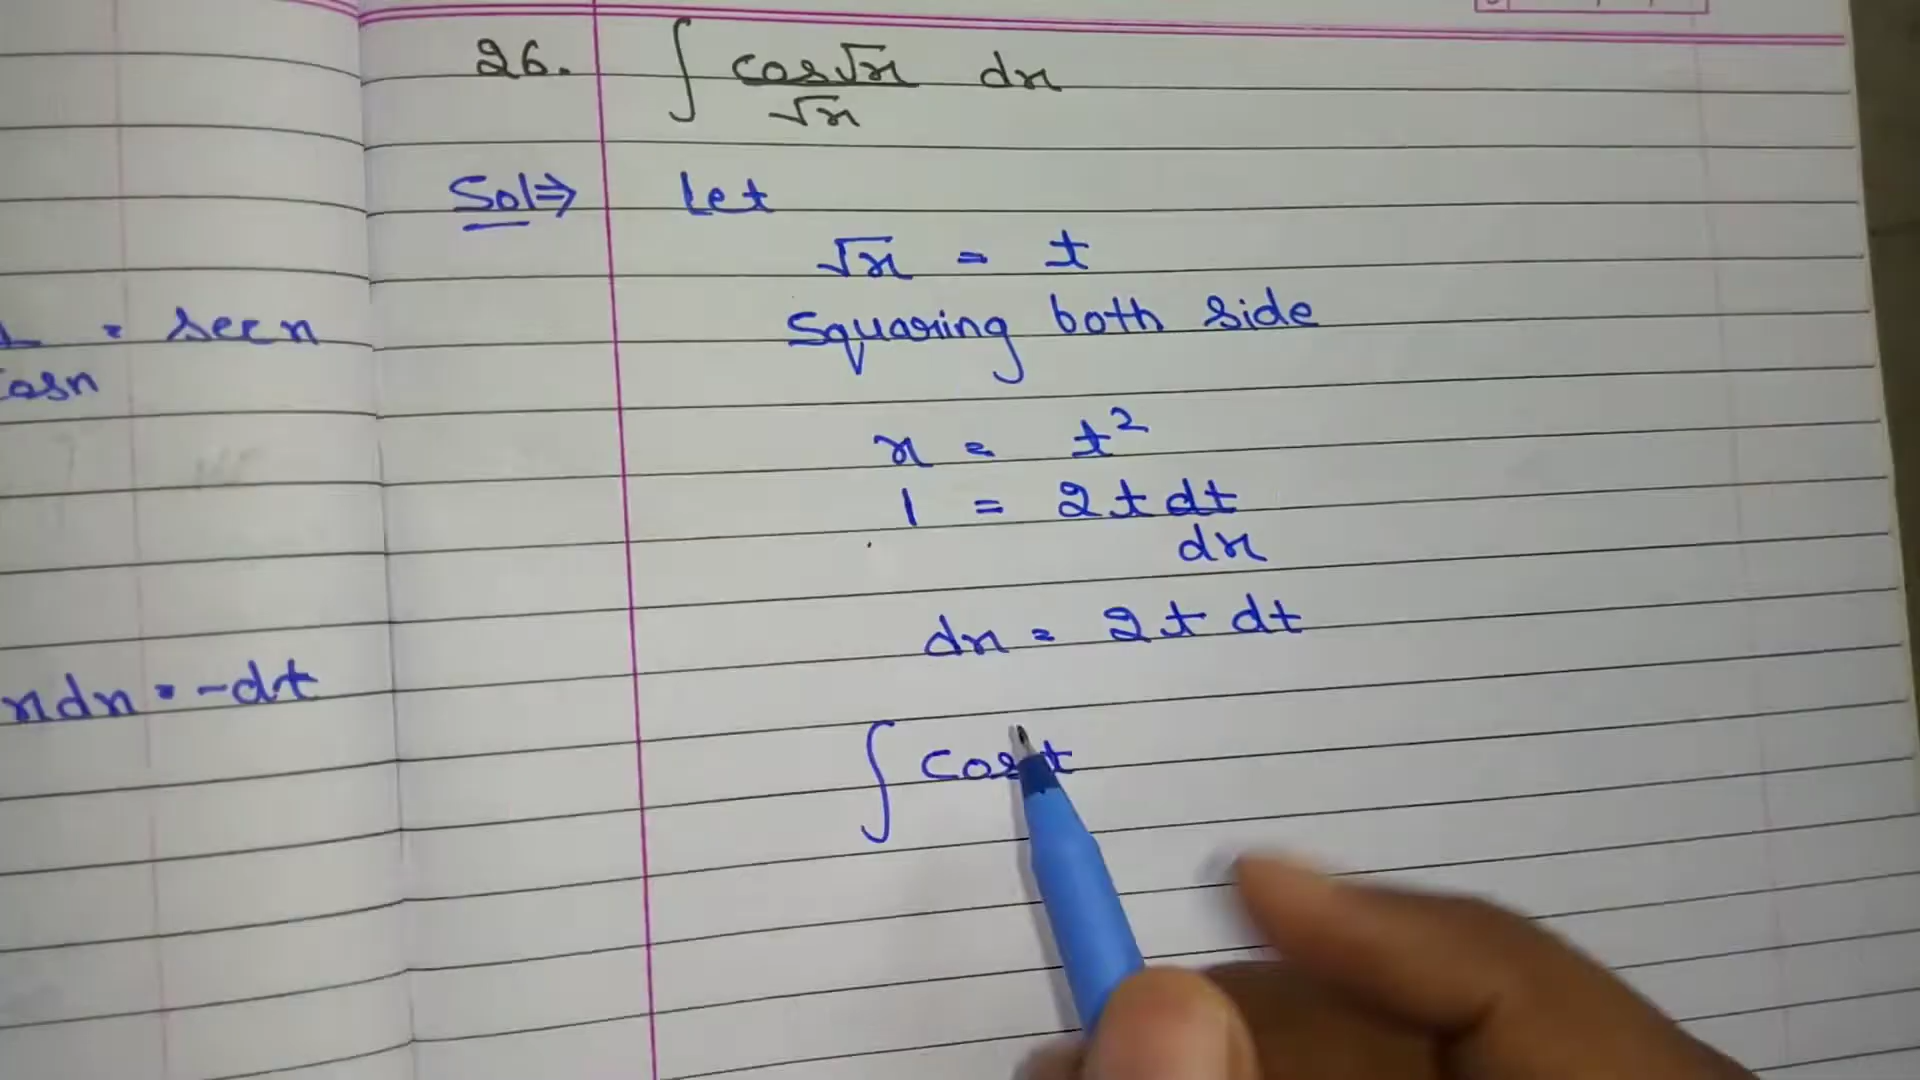 = secx
cosx
xdx = -dt
26. ∫ cos√x / √x dx
Sol⇒ Let
√x = t
Squaring both side
x = t²
1 = 2t dt/dx
dx = 2t dt
∫ cos t